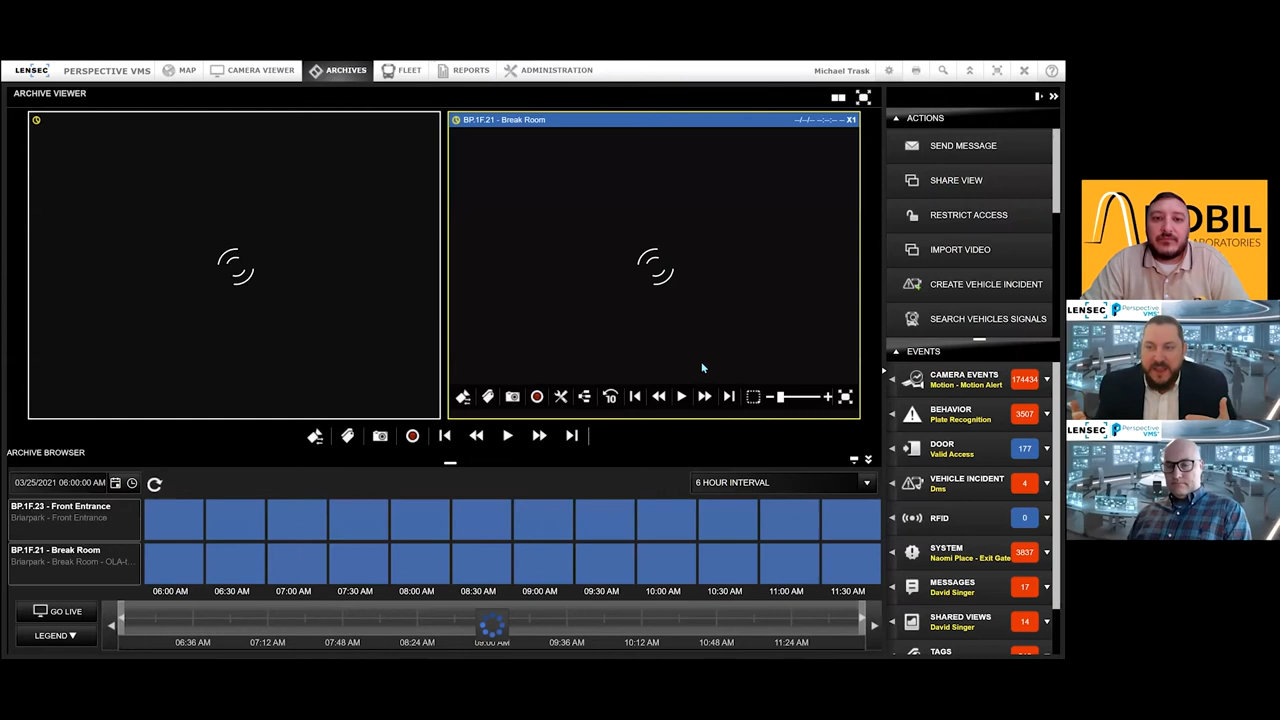 LENSEC PERSPECTIVE VMS MAP CAMERA VIEWER ARCHIVES FLEET REPORTS ADMINISTRATION Michael Trask
ARCHIVE VIEWER
BP.1F.21 - Break Room --/--/-- --:--:-- -- X1
10
ACTIONS
SEND MESSAGE
SHARE VIEW
RESTRICT ACCESS
IMPORT VIDEO
CREATE VEHICLE INCIDENT
SEARCH VEHICLES SIGNALS
EVENTS
CAMERA EVENTS
Motion - Motion Alert
174434
BEHAVIOR
Plate Recognition
3507
DOOR
Valid Access
177
VEHICLE INCIDENT
Dms
4
RFID
0
SYSTEM
Naomi Place - Exit Gate
3837
MESSAGES
David Singer
17
SHARED VIEWS
David Singer
14
TAGS
ARCHIVE BROWSER
03/25/2021 06:00:00 AM 6 HOUR INTERVAL
BP.1F.23 - Front Entrance
Briarpark - Front Entrance
BP.1F.21 - Break Room
Briarpark - Break Room - OLA-t...
06:00 AM 06:30 AM 07:00 AM 07:30 AM 08:00 AM 08:30 AM 09:00 AM 09:30 AM 10:00 AM 10:30 AM 11:00 AM 11:30 AM
GO LIVE
LEGEND
06:36 AM 07:12 AM 07:48 AM 08:24 AM 09:00 AM 09:36 AM 10:12 AM 10:48 AM 11:24 AM
OBIL
ORATORIES
LENSEC Perspective VMS
LENSEC Perspective VMS